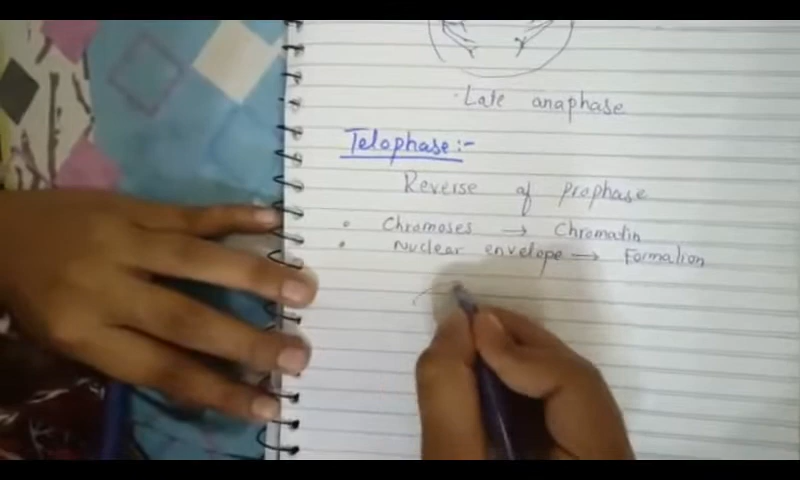 Late anaphase
Telophase:-
Reverse of prophase
• Chromoses → Chromatin
• Nuclear envelope → Formation